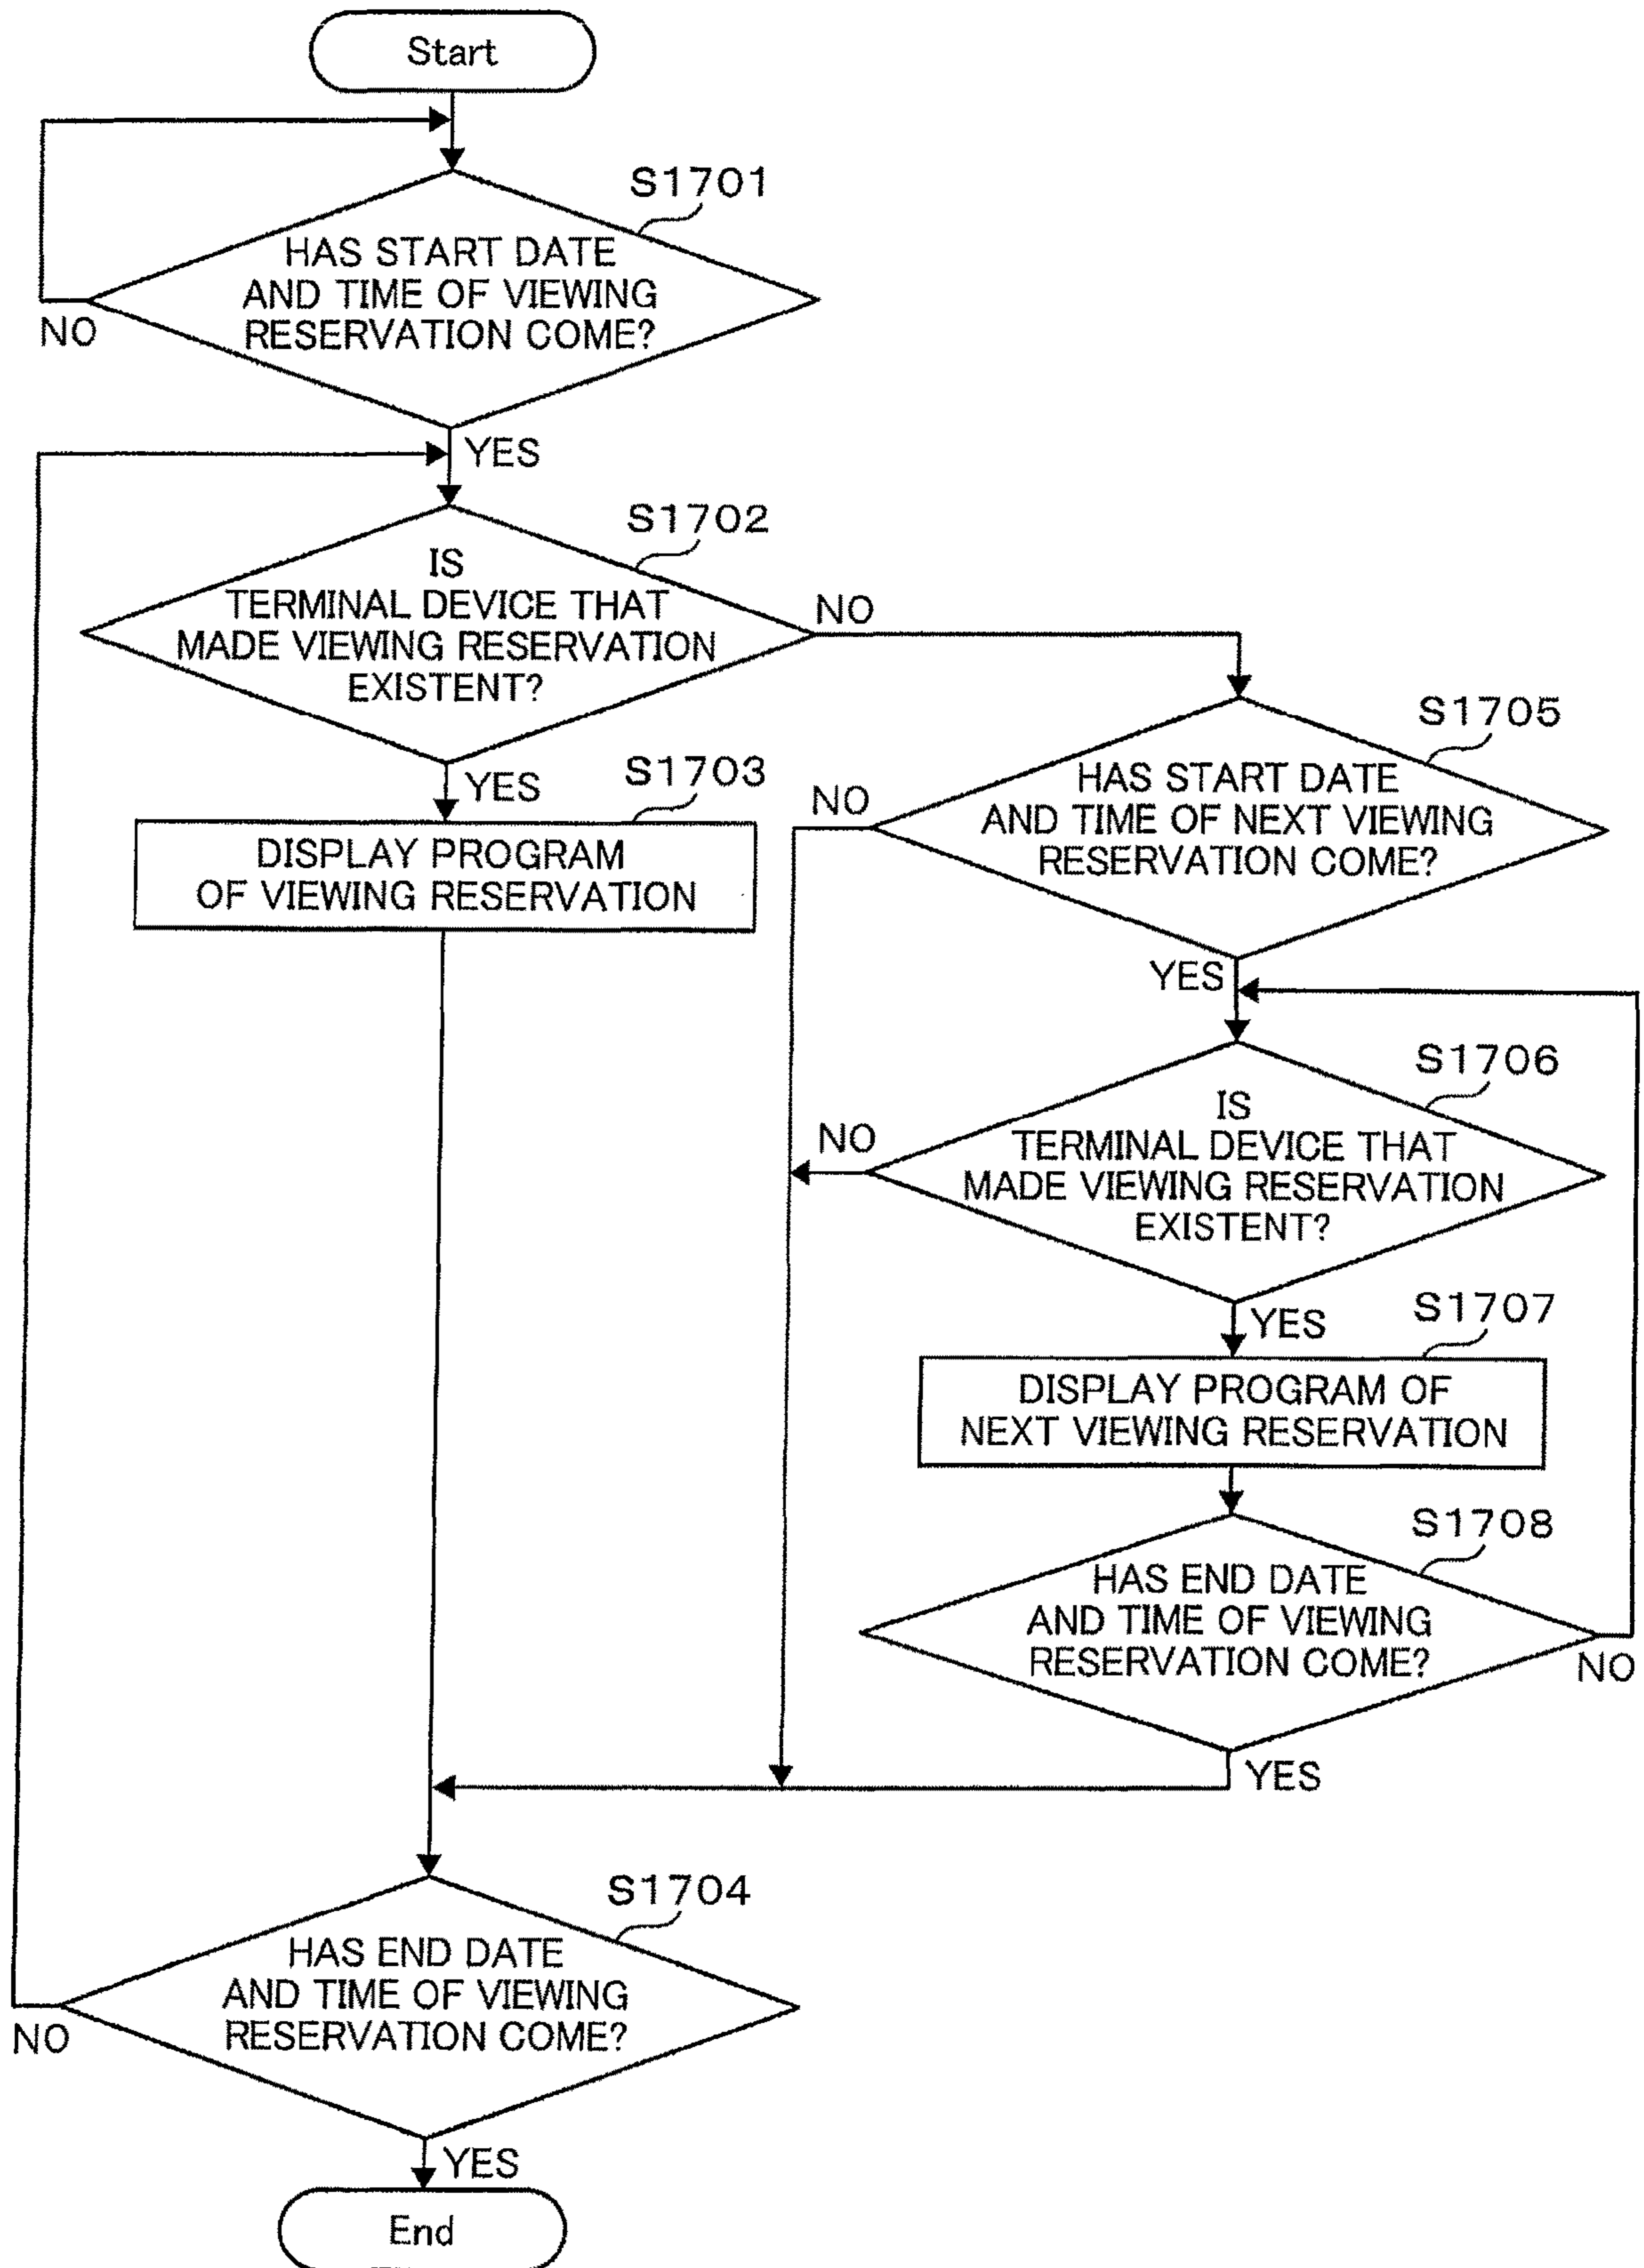 Start
S1701
HAS START DATE
AND TIME OF VIEWING
RESERVATION COME?
NO
YES
S1702
IS
TERMINAL DEVICE THAT
MADE VIEWING RESERVATION
EXISTENT?
NO
YES
S1703
DISPLAY PROGRAM
OF VIEWING RESERVATION
S1705
HAS START DATE
AND TIME OF NEXT VIEWING
RESERVATION COME?
NO
YES
S1706
IS
TERMINAL DEVICE THAT
MADE VIEWING RESERVATION
EXISTENT?
NO
YES
S1707
DISPLAY PROGRAM OF
NEXT VIEWING RESERVATION
S1708
HAS END DATE
AND TIME OF VIEWING
RESERVATION COME?
NO
YES
S1704
HAS END DATE
AND TIME OF VIEWING
RESERVATION COME?
NO
YES
End